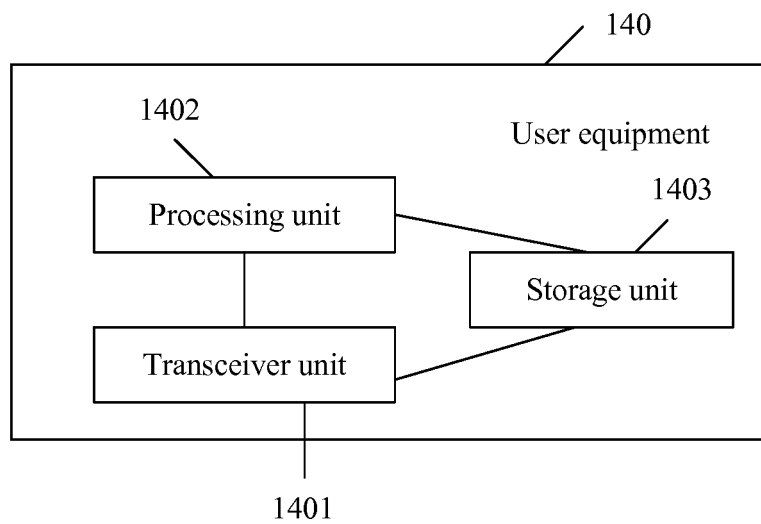 140
1402
User equipment
1403
Processing unit
Storage unit
Transceiver unit
1401